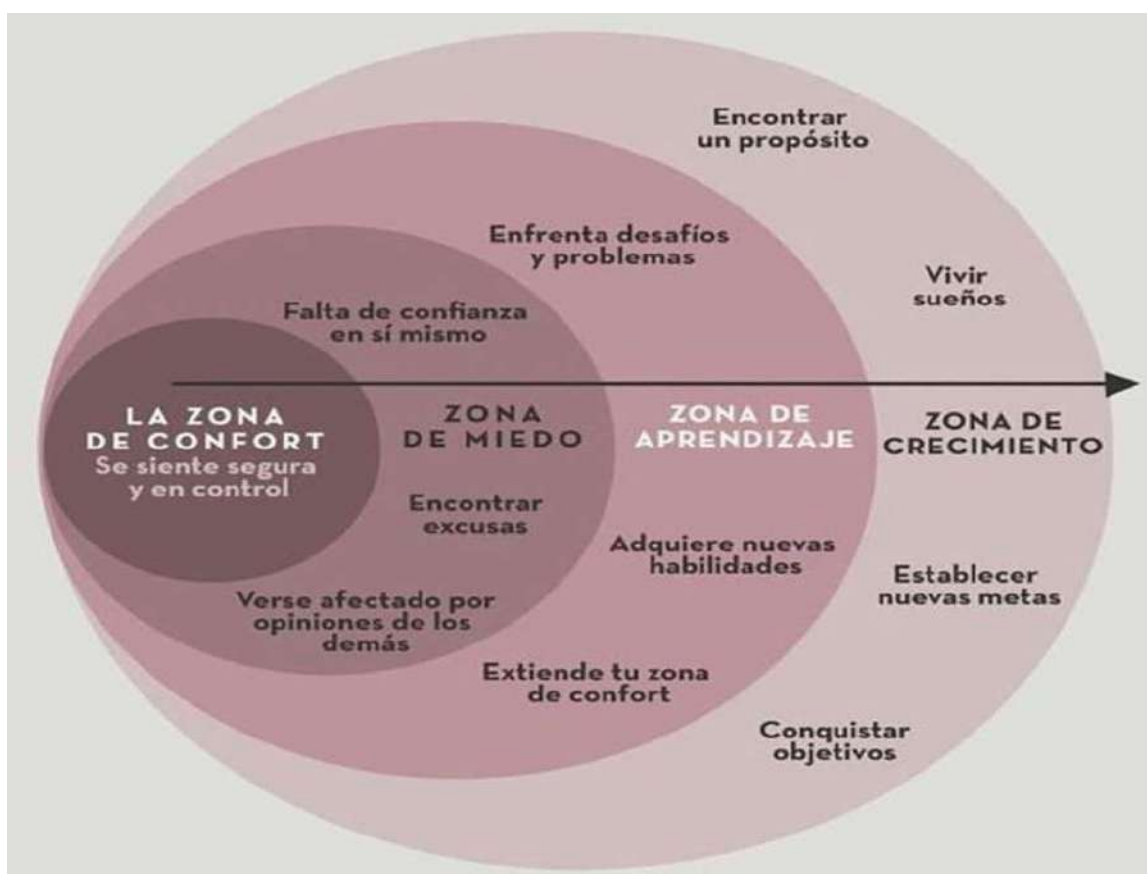 Encontrar
un propósito
Enfrenta desafíos
y problemas
Vivir
sueños
Falta de confianza
en sí mismo
LA ZONA
DE CONFORT
Se siente segura
y en control
ZONA
DE MIEDO
ZONA DE
APRENDIZAJE
ZONA DE
CRECIMIENTO
Encontrar
excusas
Adquiere nuevas
habilidades
Establecer
nuevas metas
Verse afectado por
opiniones de los
demás
Extiende tu zona
de confort
Conquistar
objetivos